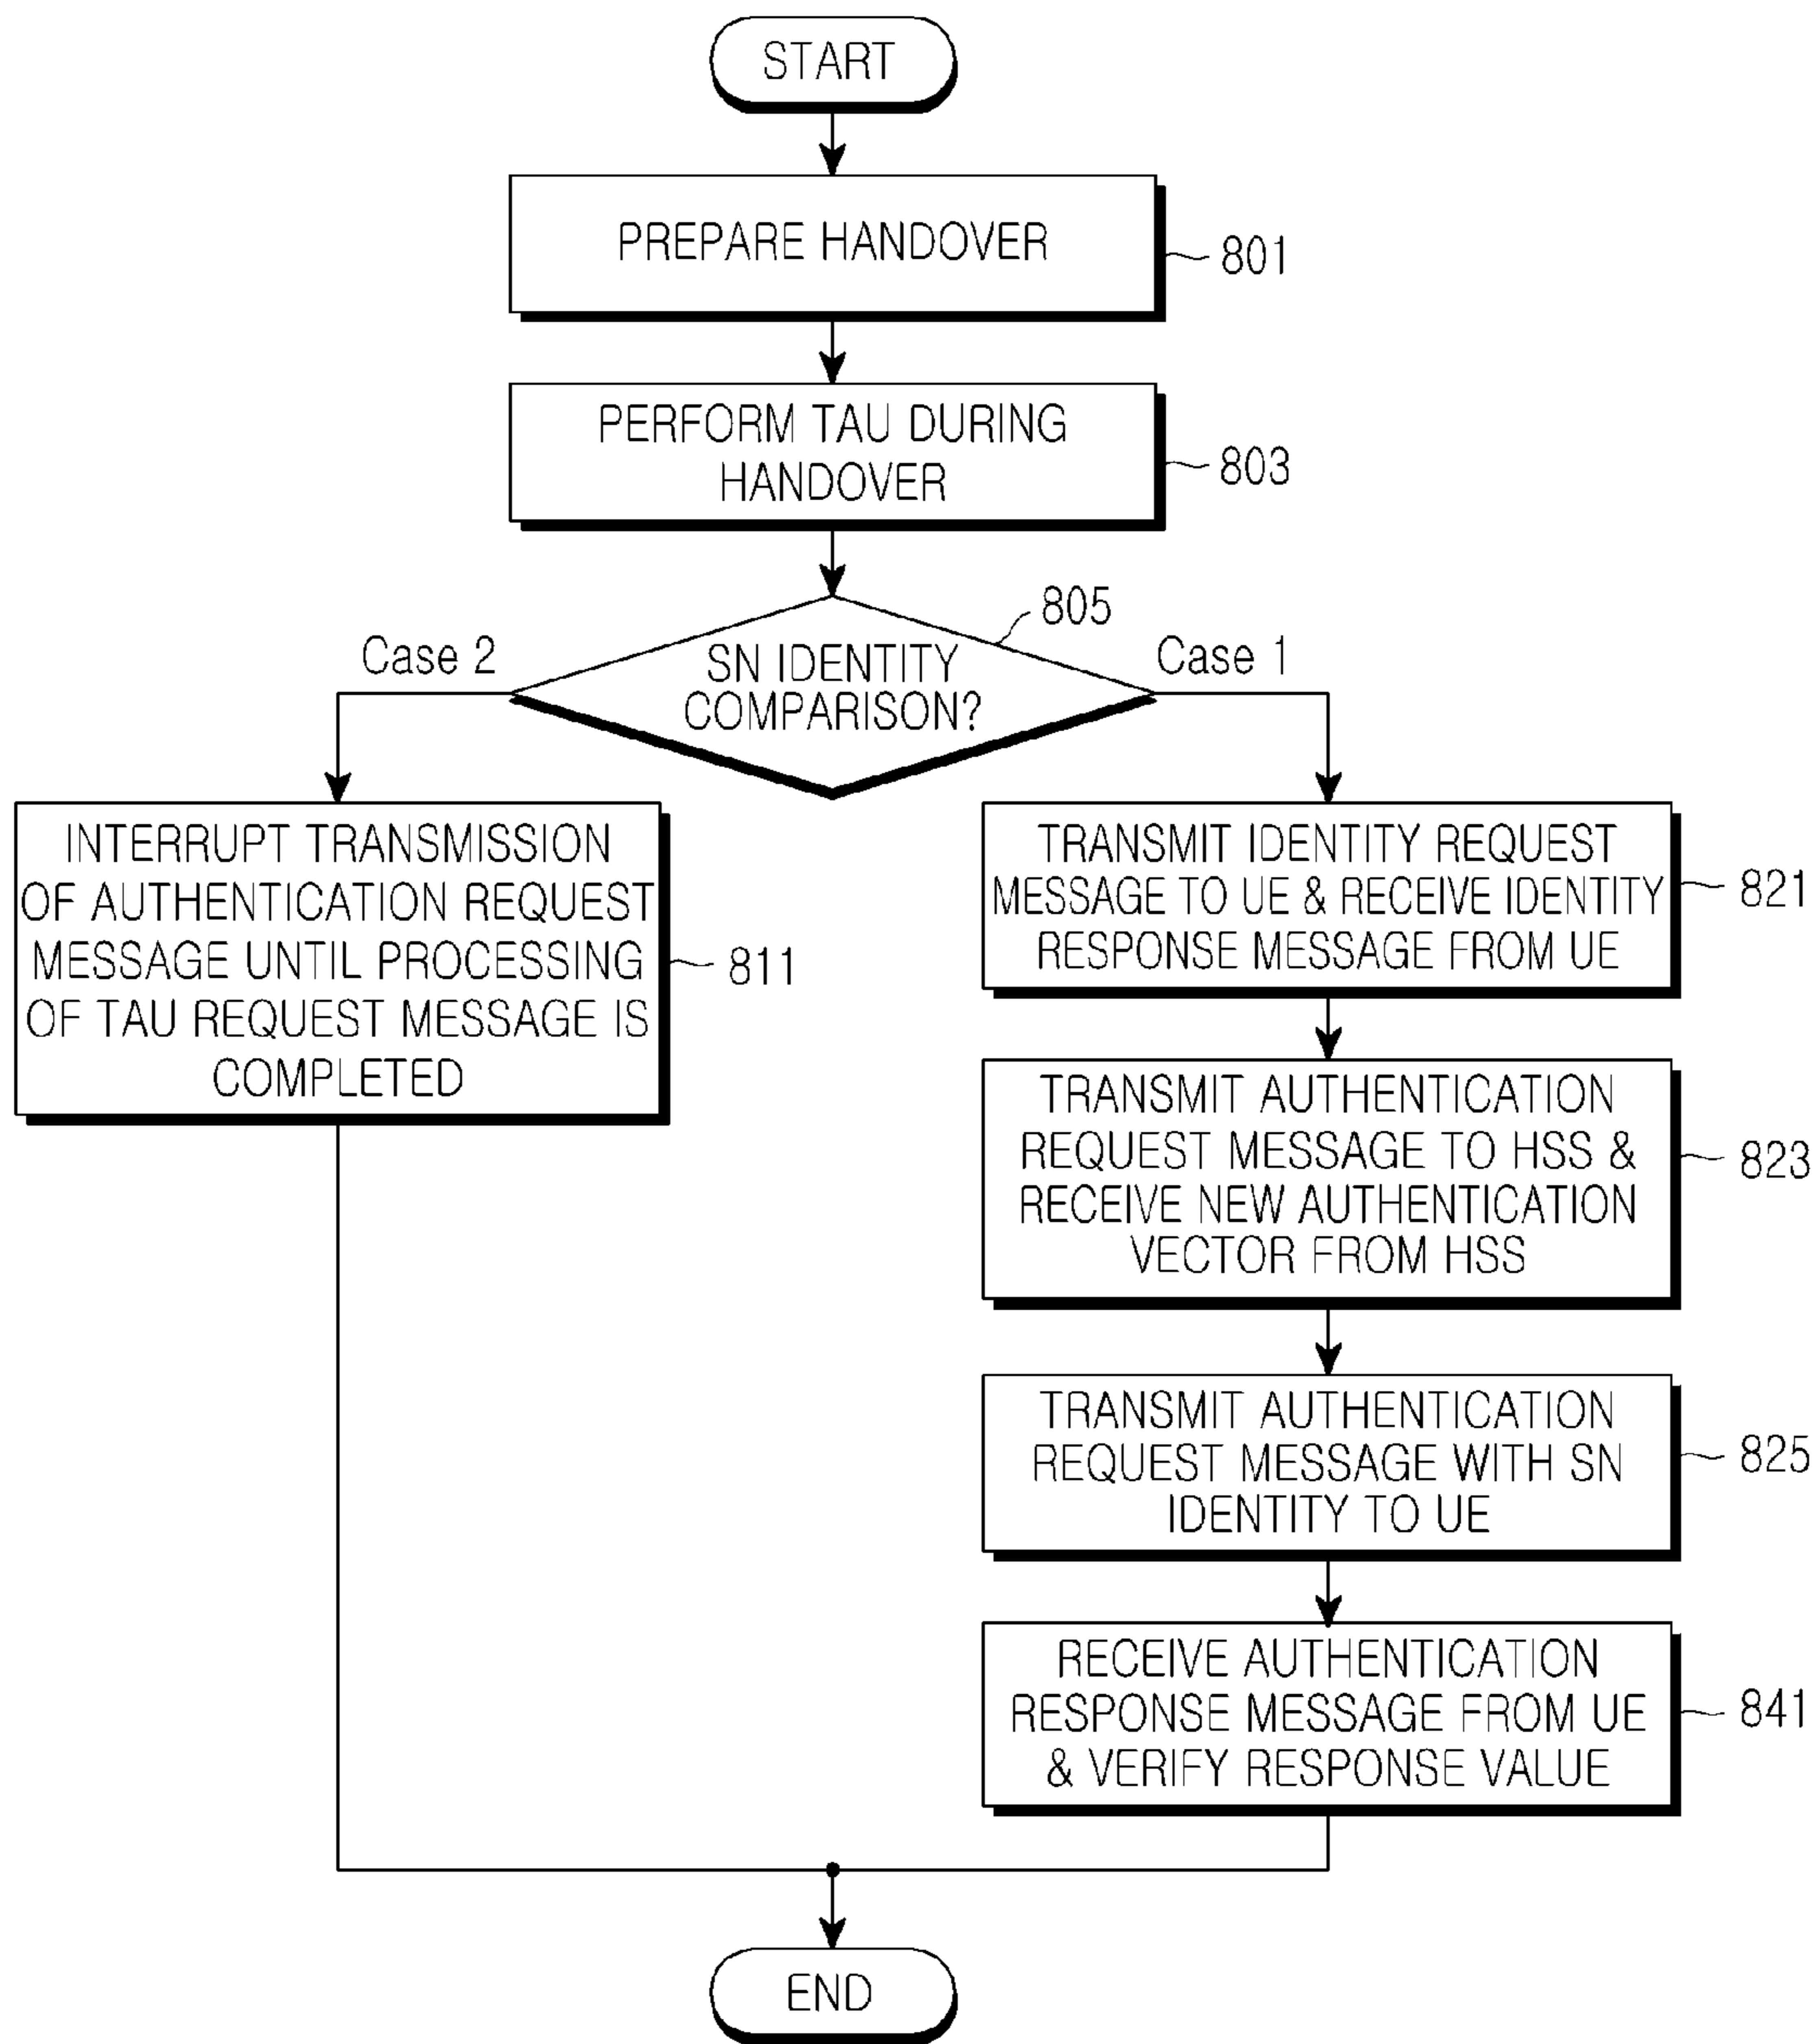 START
PREPARE HANDOVER
801
PERFORM TAU DURING
HANDOVER
803
805
Case 2
SN IDENTITY
COMPARISON?
Case 1
INTERRUPT TRANSMISSION
OF AUTHENTICATION REQUEST
MESSAGE UNTIL PROCESSING
OF TAU REQUEST MESSAGE IS
COMPLETED
811
TRANSMIT IDENTITY REQUEST
MESSAGE TO UE & RECEIVE IDENTITY
RESPONSE MESSAGE FROM UE
821
TRANSMIT AUTHENTICATION
REQUEST MESSAGE TO HSS &
RECEIVE NEW AUTHENTICATION
VECTOR FROM HSS
823
TRANSMIT AUTHENTICATION
REQUEST MESSAGE WITH SN
IDENTITY TO UE
825
RECEIVE AUTHENTICATION
RESPONSE MESSAGE FROM UE
& VERIFY RESPONSE VALUE
841
END